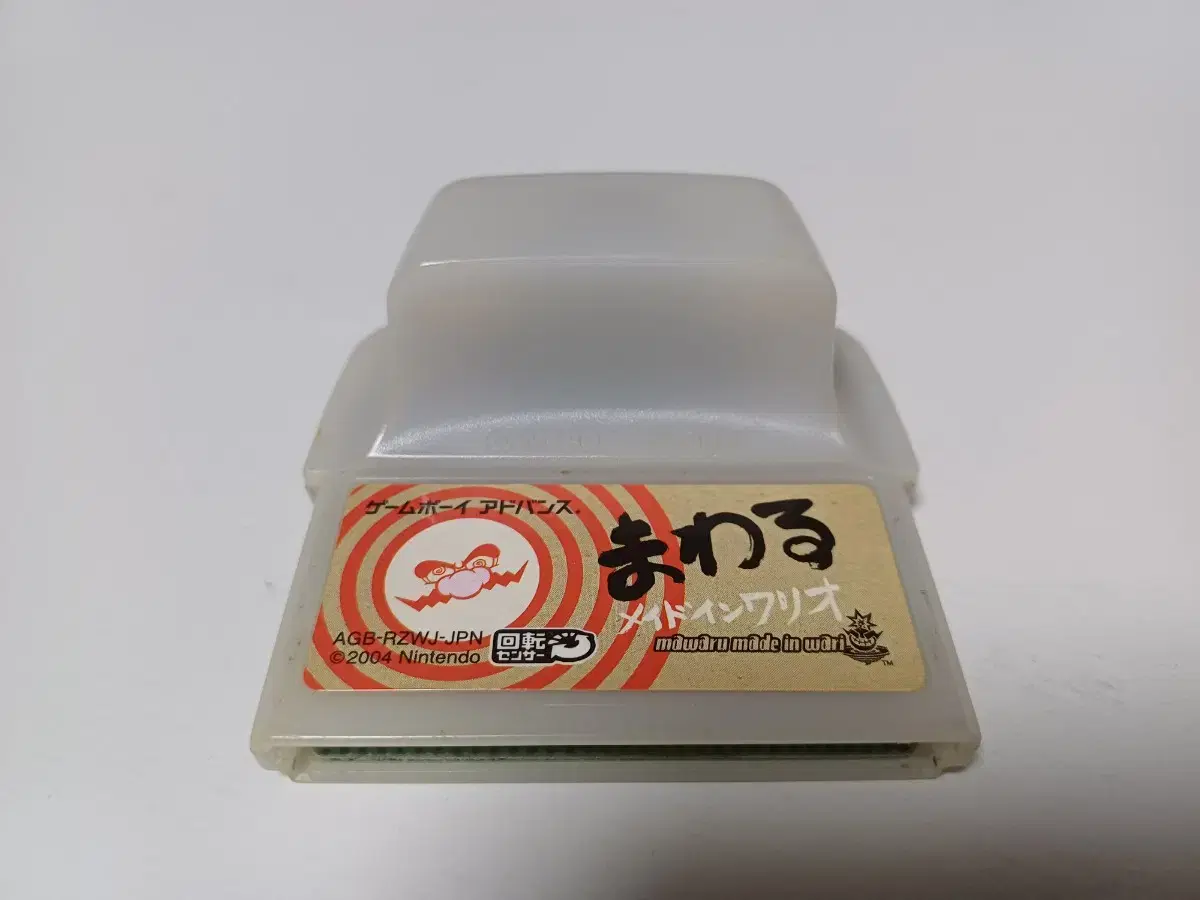 ゲームボーイ アドバンス
まわる
メイドインワリオ
mawaru made in wari
TM
AGB-RZWJ-JPN
©2004 Nintendo
回転
センサー